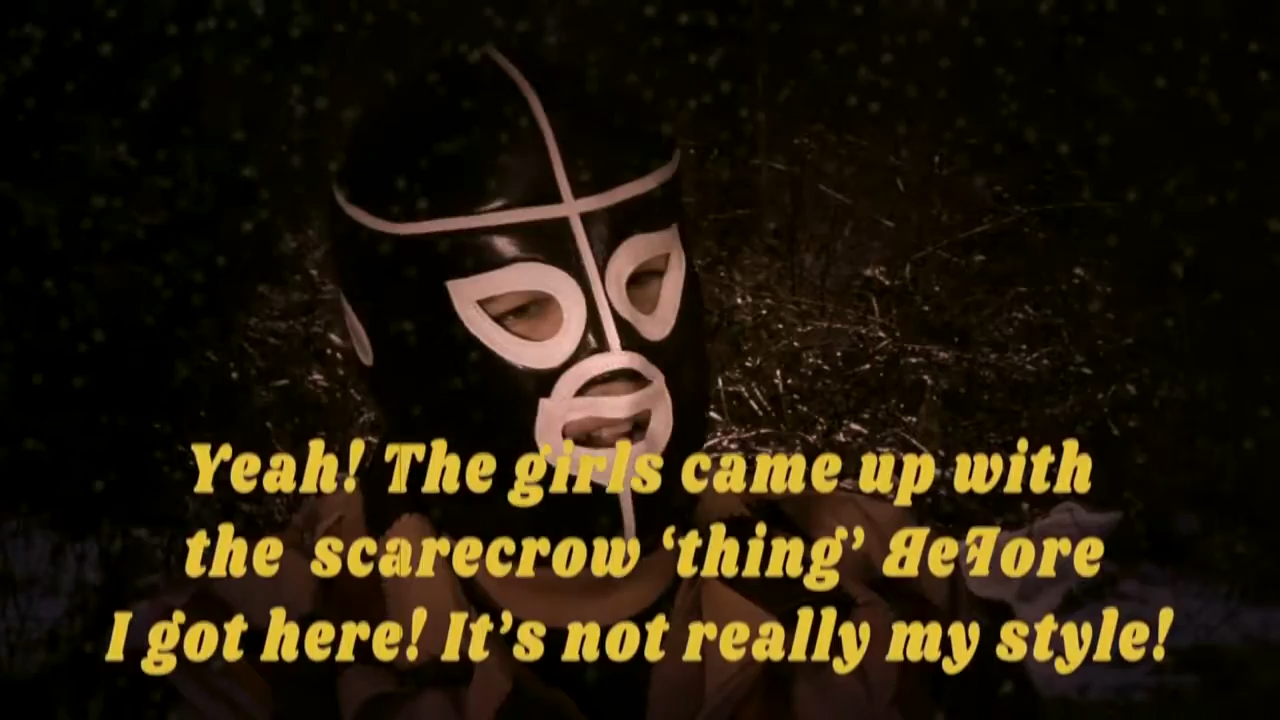 Yeah! The girls came up with
the scarecrow ‘thing’ Before
I got here! It’s not really my style!